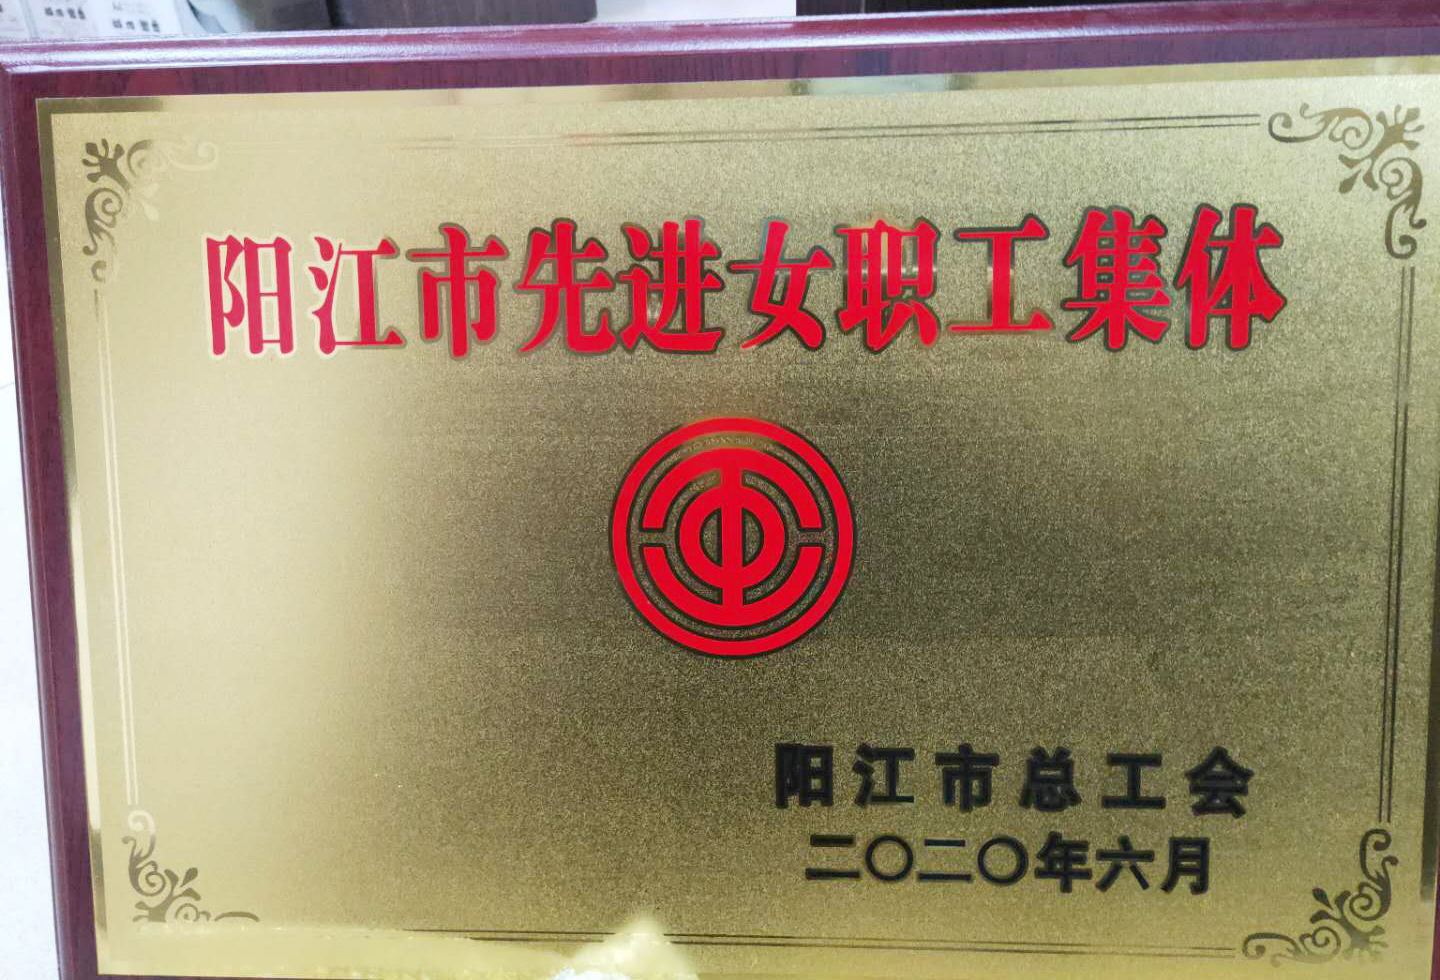 阳江市先进女职工集体
阳江市总工会
二〇二〇年六月